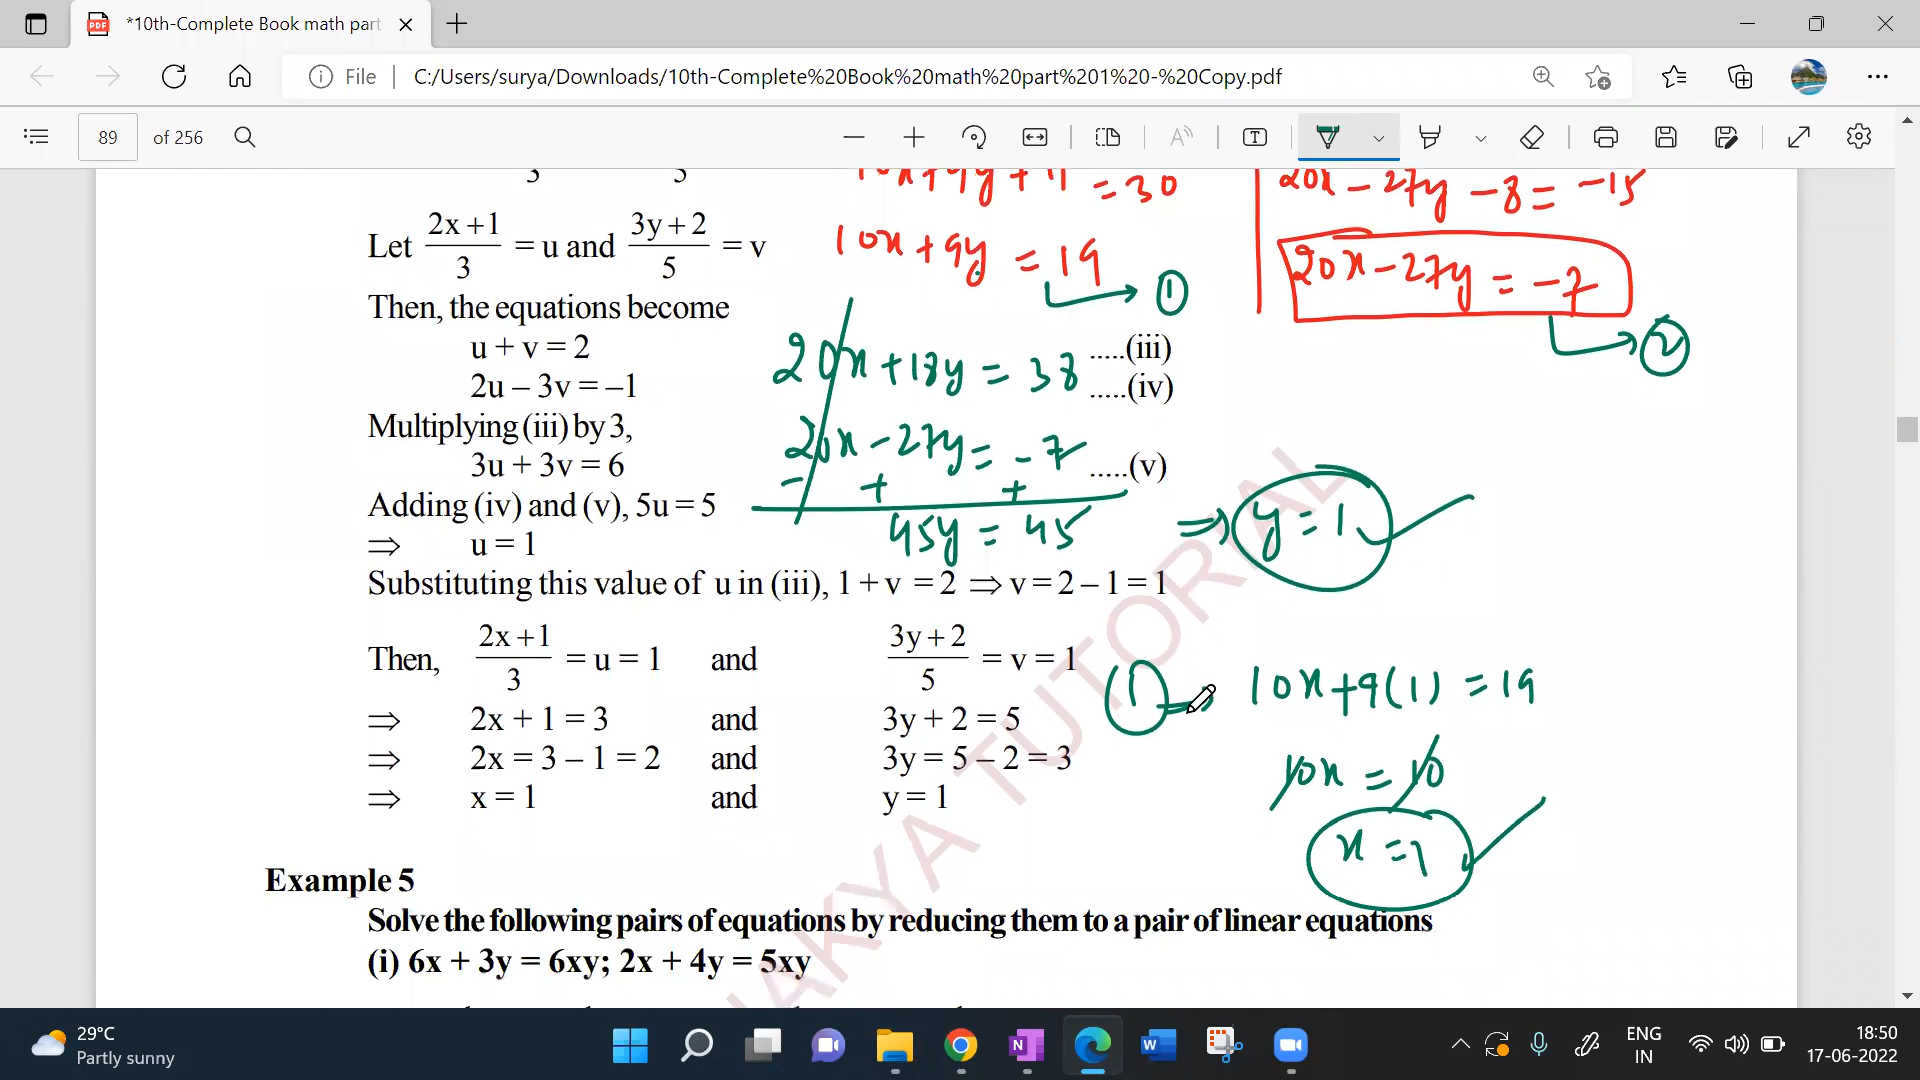 *10th-Complete Book math part
File
C:/Users/surya/Downloads/10th-Complete%20Book%20math%20part%201%20-%20Copy.pdf
89 of 256
3 3
10x+9y+11 = 30
20x - 27y - 8 = -15
Let 2x+1/3 = u and 3y+2/5 = v
10x + 9y = 19
→ ①
20x - 27y = -7
→ ②
Then, the equations become
u + v = 2 .....(iii)
20x + 18y = 38
2u – 3v = –1 .....(iv)
Multiplying (iii) by 3,
20x - 27y = -7
3u + 3v = 6 .....(v)
- + +
Adding (iv) and (v), 5u = 5
45y = 45 ⇒ y = 1
⇒ u = 1
Substituting this value of u in (iii), 1 + v = 2 ⇒ v = 2 – 1 = 1
Then, 2x+1/3 = u = 1 and 3y+2/5 = v = 1
① ⇒ 10x + 9(1) = 19
⇒ 2x + 1 = 3 and 3y + 2 = 5
⇒ 2x = 3 – 1 = 2 and 3y = 5 – 2 = 3
10x = 10
⇒ x = 1 and y = 1
x = 1
Example 5
Solve the following pairs of equations by reducing them to a pair of linear equations
(i) 6x + 3y = 6xy; 2x + 4y = 5xy
AKYA TUTORIAL
29°C
Partly sunny
ENG
IN
18:50
17-06-2022